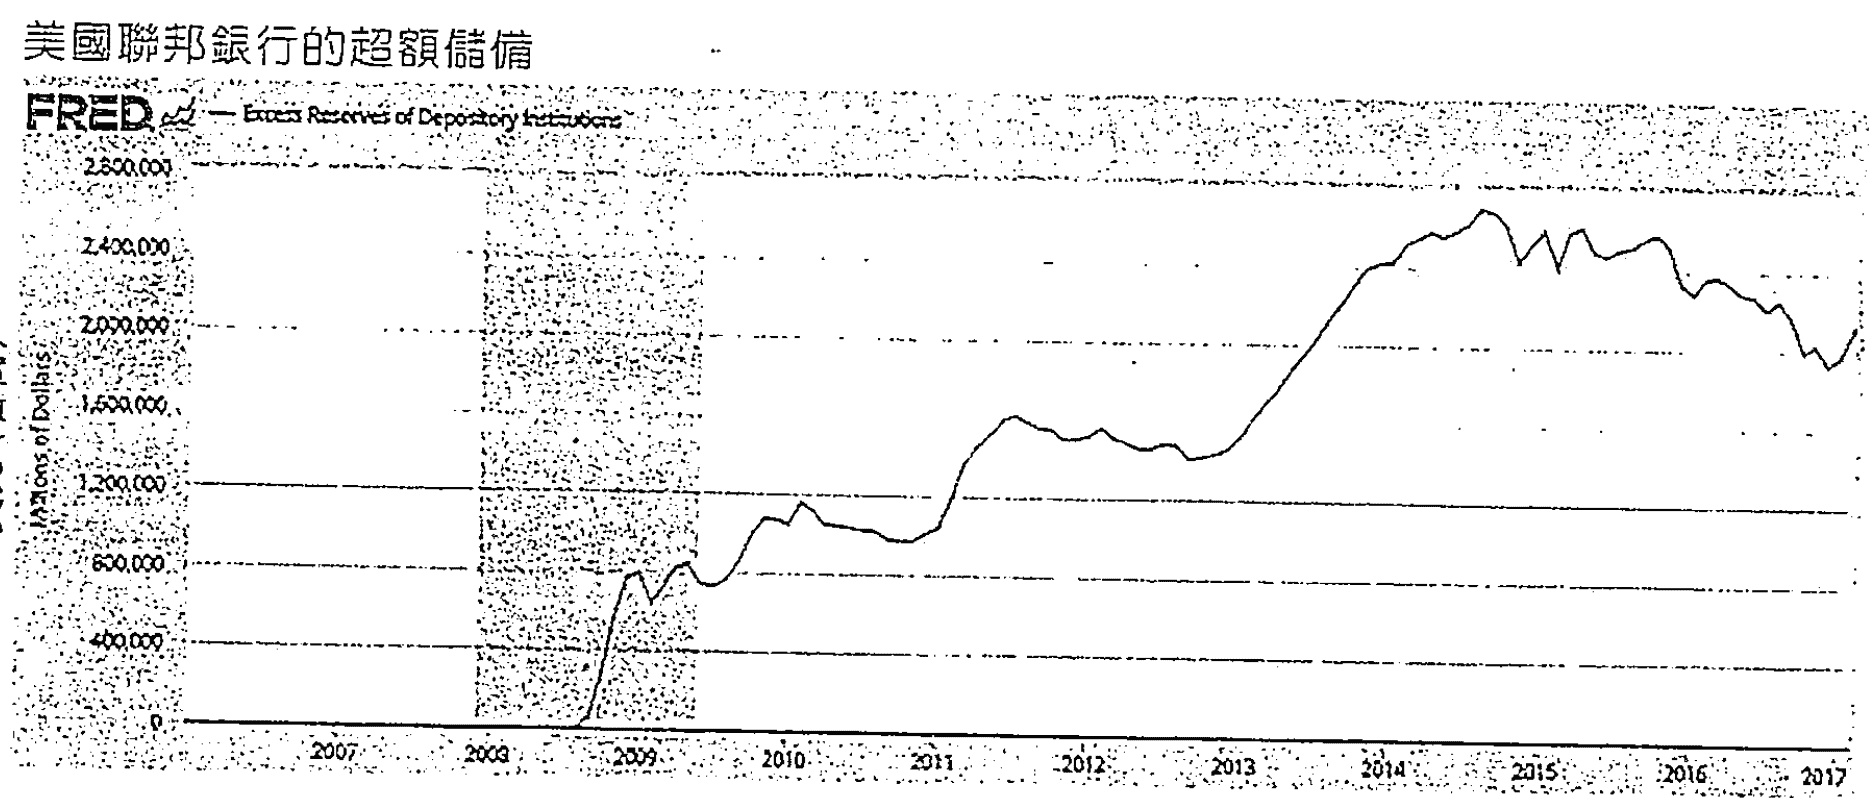 美國聯邦銀行的超額儲備
FRED — Excess Reserves of Depository Institutions
2,800,000
2,400,000
2,000,000
1,600,000
1,200,000
800,000
400,000
0
of Dollars
2007 2008 2009 2010 2011 2012 2013 2014 2015 2016 2017